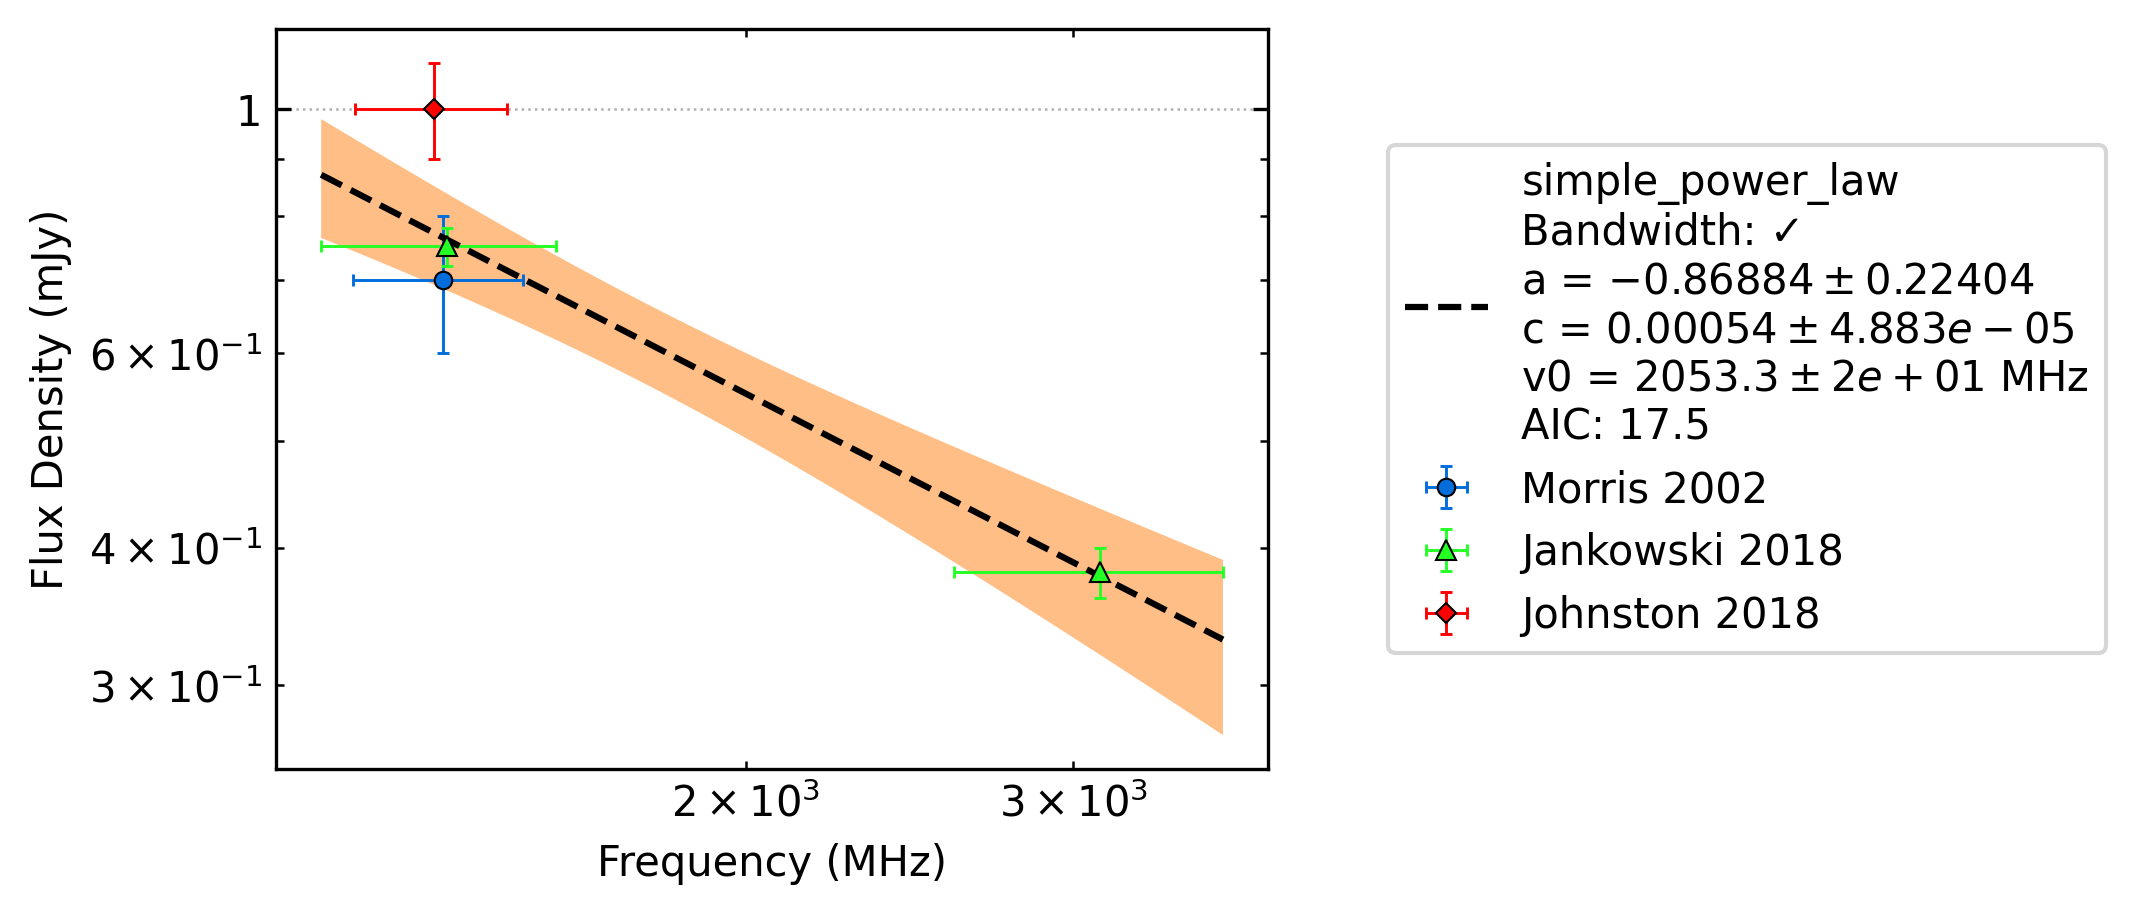 1
6 × 10⁻¹
4 × 10⁻¹
3 × 10⁻¹
Flux Density (mJy)
2 × 10³
3 × 10³
Frequency (MHz)
simple_power_law
Bandwidth: ✓
a = −0.86884 ± 0.22404
c = 0.00054 ± 4.883e − 05
v0 = 2053.3 ± 2e + 01 MHz
AIC: 17.5
Morris 2002
Jankowski 2018
Johnston 2018